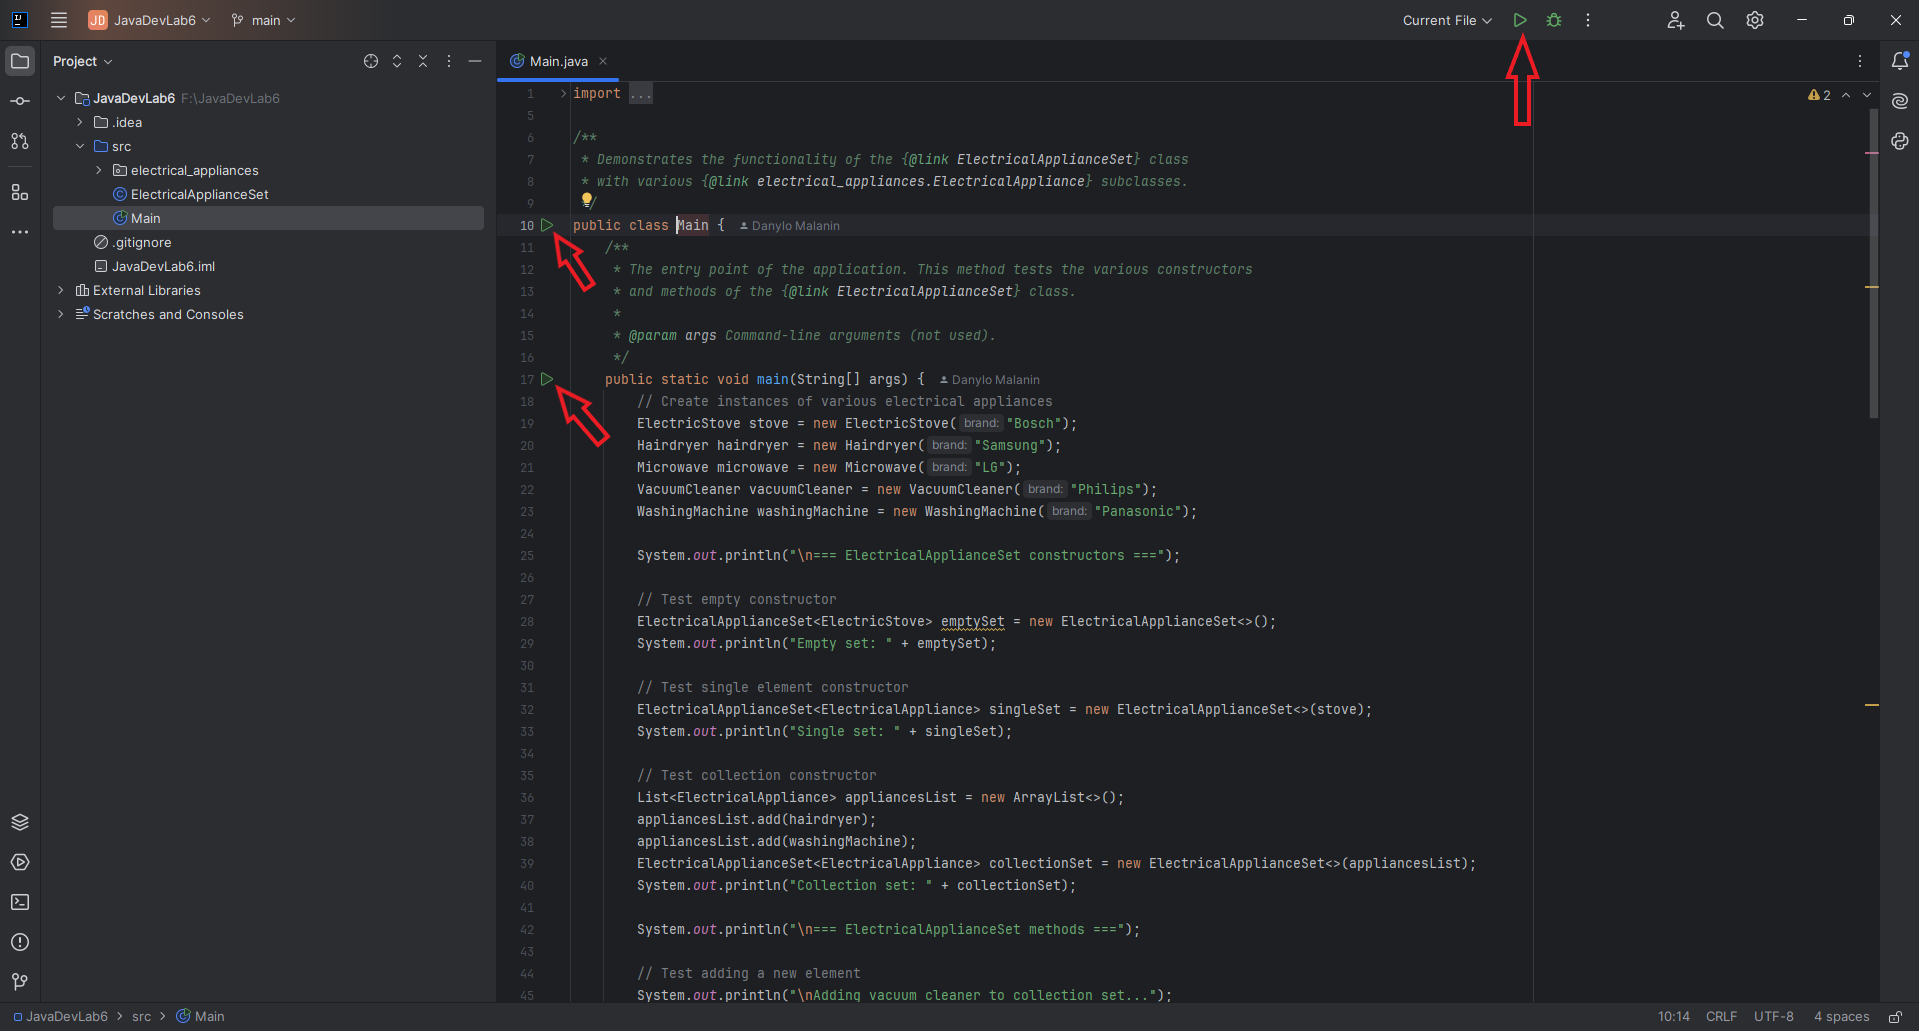 JD JavaDevLab6 main Current File
Project
JavaDevLab6 F:\JavaDevLab6
.idea
src
electrical_appliances
ElectricalApplianceSet
Main
.gitignore
JavaDevLab6.iml
External Libraries
Scratches and Consoles
Main.java
2
1 import ...
5
6 /**
7 * Demonstrates the functionality of the {@link ElectricalApplianceSet} class
8 * with various {@link electrical_appliances.ElectricalAppliance} subclasses.
9 */
10 public class Main { Danylo Malanin
11 /**
12 * The entry point of the application. This method tests the various constructors
13 * and methods of the {@link ElectricalApplianceSet} class.
14 *
15 * @param args Command-line arguments (not used).
16 */
17 public static void main(String[] args) { Danylo Malanin
18 // Create instances of various electrical appliances
19 ElectricStove stove = new ElectricStove( brand: "Bosch");
20 Hairdryer hairdryer = new Hairdryer( brand: "Samsung");
21 Microwave microwave = new Microwave( brand: "LG");
22 VacuumCleaner vacuumCleaner = new VacuumCleaner( brand: "Philips");
23 WashingMachine washingMachine = new WashingMachine( brand: "Panasonic");
24
25 System.out.println("\n=== ElectricalApplianceSet constructors ===");
26
27 // Test empty constructor
28 ElectricalApplianceSet<ElectricStove> emptySet = new ElectricalApplianceSet<>();
29 System.out.println("Empty set: " + emptySet);
30
31 // Test single element constructor
32 ElectricalApplianceSet<ElectricalAppliance> singleSet = new ElectricalApplianceSet<>(stove);
33 System.out.println("Single set: " + singleSet);
34
35 // Test collection constructor
36 List<ElectricalAppliance> appliancesList = new ArrayList<>();
37 appliancesList.add(hairdryer);
38 appliancesList.add(washingMachine);
39 ElectricalApplianceSet<ElectricalAppliance> collectionSet = new ElectricalApplianceSet<>(appliancesList);
40 System.out.println("Collection set: " + collectionSet);
41
42 System.out.println("\n=== ElectricalApplianceSet methods ===");
43
44 // Test adding a new element
45 System.out.println("\nAdding vacuum cleaner to collection set...");
JavaDevLab6 > src > Main 10:14 CRLF UTF-8 4 spaces